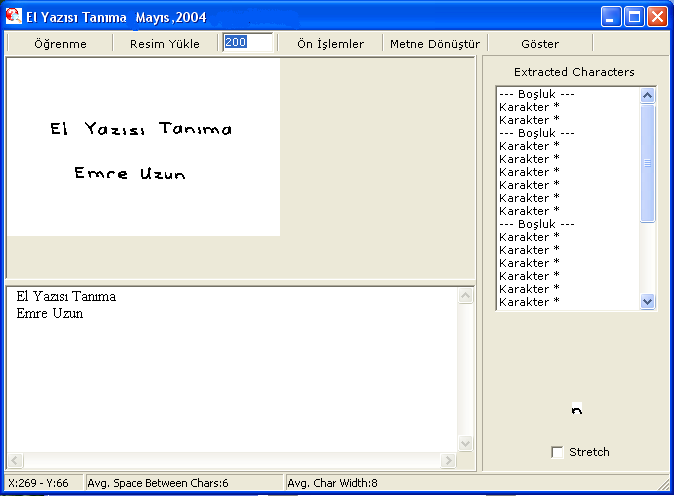 El Yazısı Tanıma Mayıs,2004
Öğrenme Resim Yükle 200 Ön İşlemler Metne Dönüştür Göster
El Yazısı Tanıma
Emre Uzun
El Yazısı Tanıma
Emre Uzun
Extracted Characters
--- Boşluk ---
Karakter *
Karakter *
--- Boşluk ---
Karakter *
Karakter *
Karakter *
Karakter *
Karakter *
Karakter *
--- Boşluk ---
Karakter *
Karakter *
Karakter *
Karakter *
Karakter *
Karakter *
n
Stretch
X:269 - Y:66 Avg. Space Between Chars:6 Avg. Char Width:8